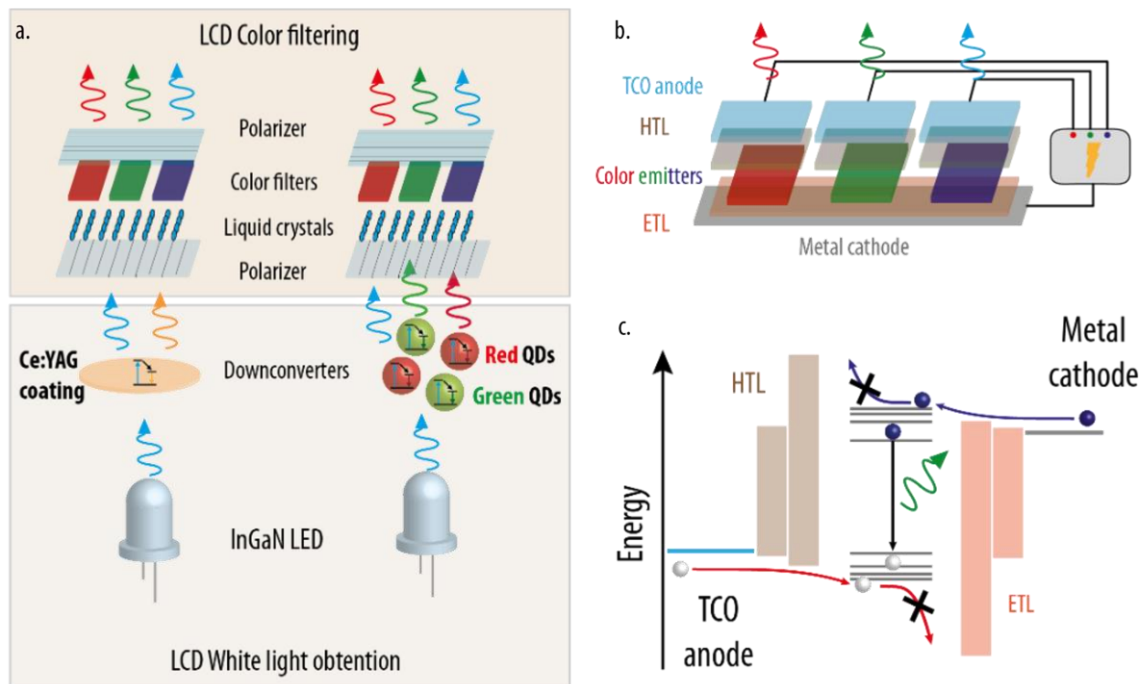 a.
LCD Color filtering
Polarizer
Color filters
Liquid crystals
Polarizer
Ce:YAG
coating
Downconverters
Red QDs
Green QDs
InGaN LED
LCD White light obtention
b.
TCO anode
HTL
Color emitters
ETL
Metal cathode
c.
Energy
HTL
Metal
cathode
TCO
anode
ETL